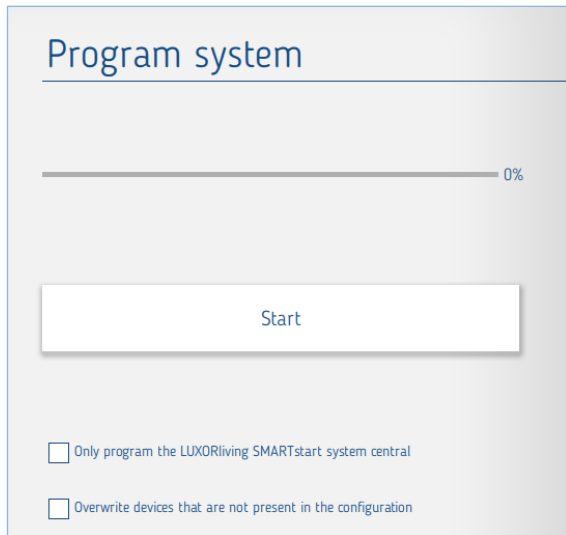 Program system
0%
Start
Only program the LUXORliving SMARTstart system central
Overwrite devices that are not present in the configuration